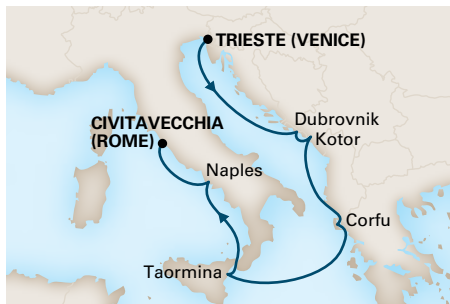 TRIESTE (VENICE)
CIVITAVECCHIA
(ROME)
Dubrovnik
Kotor
Naples
Corfu
Taormina